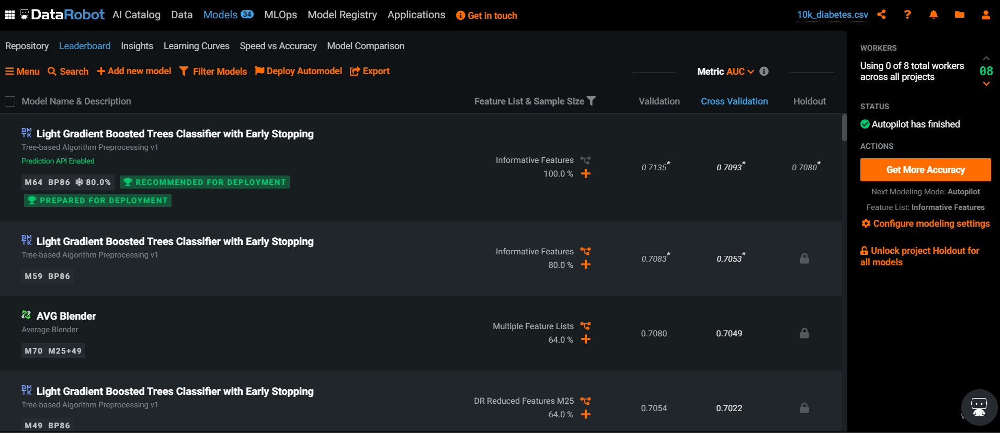 DataRobot AI Catalog Data Models 34 MLOps Model Registry Applications Get in touch 10k_diabetes.csv
Repository Leaderboard Insights Learning Curves Speed vs Accuracy Model Comparison
Menu Search Add new model Filter Models Deploy Automodel Export Metric AUC
Model Name & Description Feature List & Sample Size Validation Cross Validation Holdout
DMTK Light Gradient Boosted Trees Classifier with Early Stopping
Tree-based Algorithm Preprocessing v1
Prediction API Enabled
Informative Features
100.0 %
0.7135* 0.7093* 0.7080*
M64 BP86 80.0% RECOMMENDED FOR DEPLOYMENT
PREPARED FOR DEPLOYMENT
DMTK Light Gradient Boosted Trees Classifier with Early Stopping
Tree-based Algorithm Preprocessing v1
Informative Features
80.0 %
0.7083* 0.7053*
M59 BP86
AVG Blender
Average Blender
Multiple Feature Lists
64.0 %
0.7080 0.7049
M70 M25+49
DMTK Light Gradient Boosted Trees Classifier with Early Stopping
Tree-based Algorithm Preprocessing v1
DR Reduced Features M25
64.0 %
0.7054 0.7022
M49 BP86
WORKERS
Using 0 of 8 total workers
across all projects
08
STATUS
Autopilot has finished
ACTIONS
Get More Accuracy
Next Modeling Mode: Autopilot
Feature List: Informative Features
Configure modeling settings
Unlock project Holdout for
all models